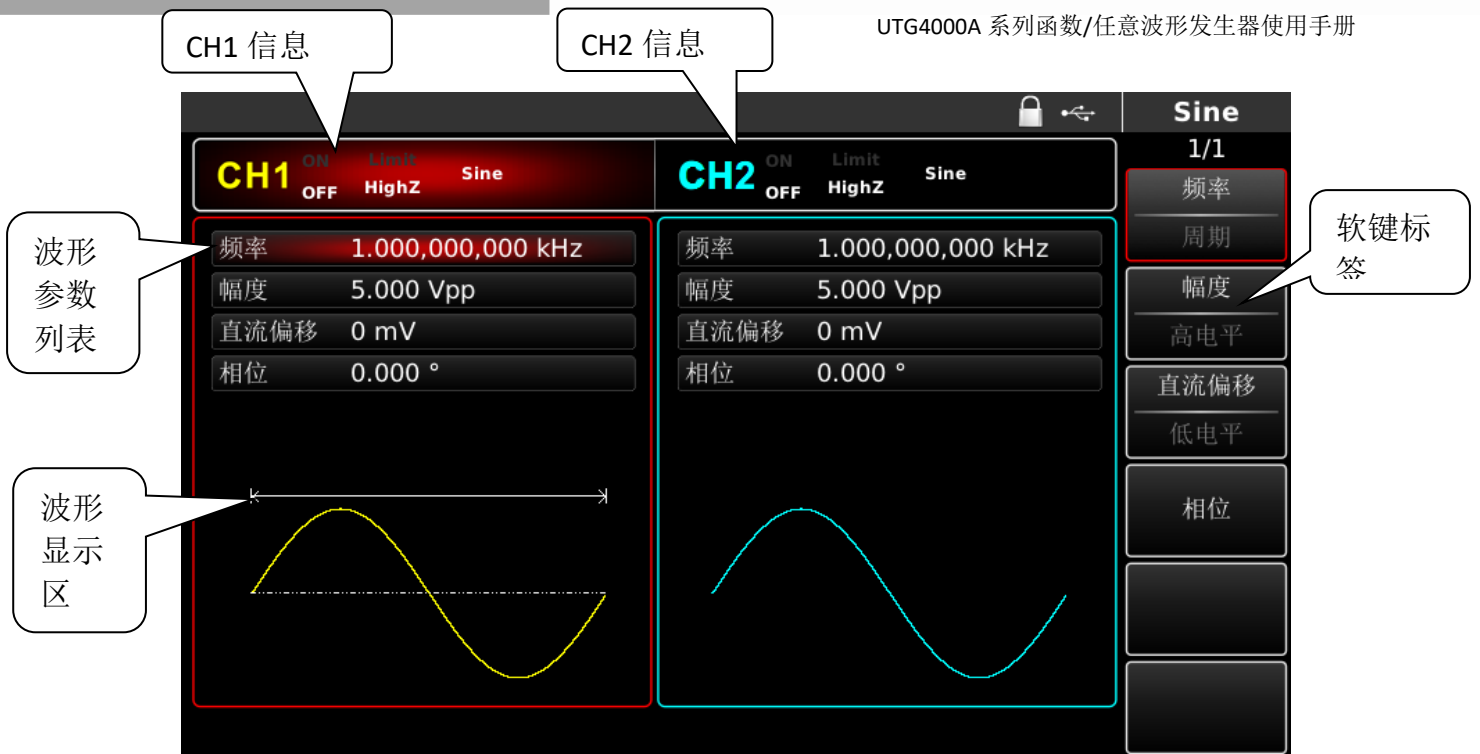 UTG4000A 系列函数/任意波形发生器使用手册
CH1 信息
CH2 信息
Sine
1/1
CH1 ON OFF Limit HighZ Sine
CH2 ON OFF Limit HighZ Sine
频率
周期
软键标
签
波形
参数
列表
频率 1.000,000,000 kHz
幅度 5.000 Vpp
直流偏移 0 mV
相位 0.000 °
频率 1.000,000,000 kHz
幅度 5.000 Vpp
直流偏移 0 mV
相位 0.000 °
幅度
高电平
直流偏移
低电平
相位
波形
显示
区